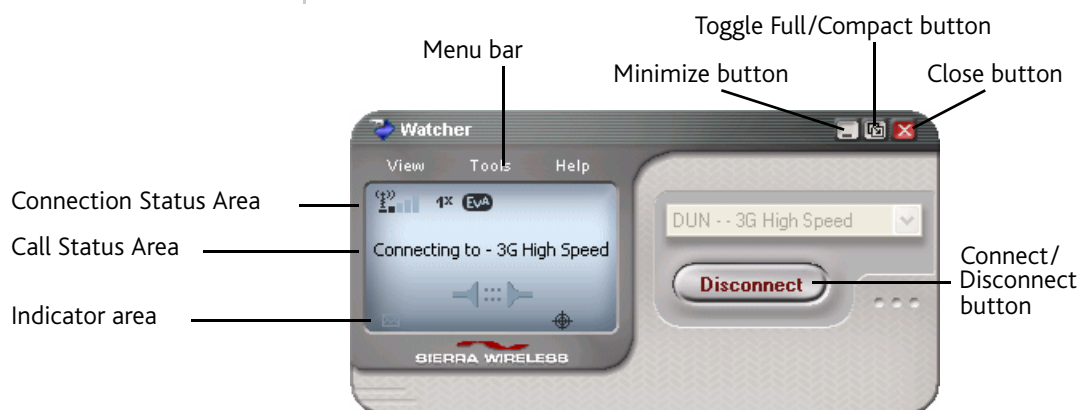 Toggle Full/Compact button
Menu bar
Minimize button
Close button
Watcher
View Tools Help
Connection Status Area
1X EvA
DUN - - 3G High Speed
Call Status Area
Connecting to - 3G High Speed
Connect/
Disconnect
button
Disconnect
Indicator area
SIERRA WIRELESS